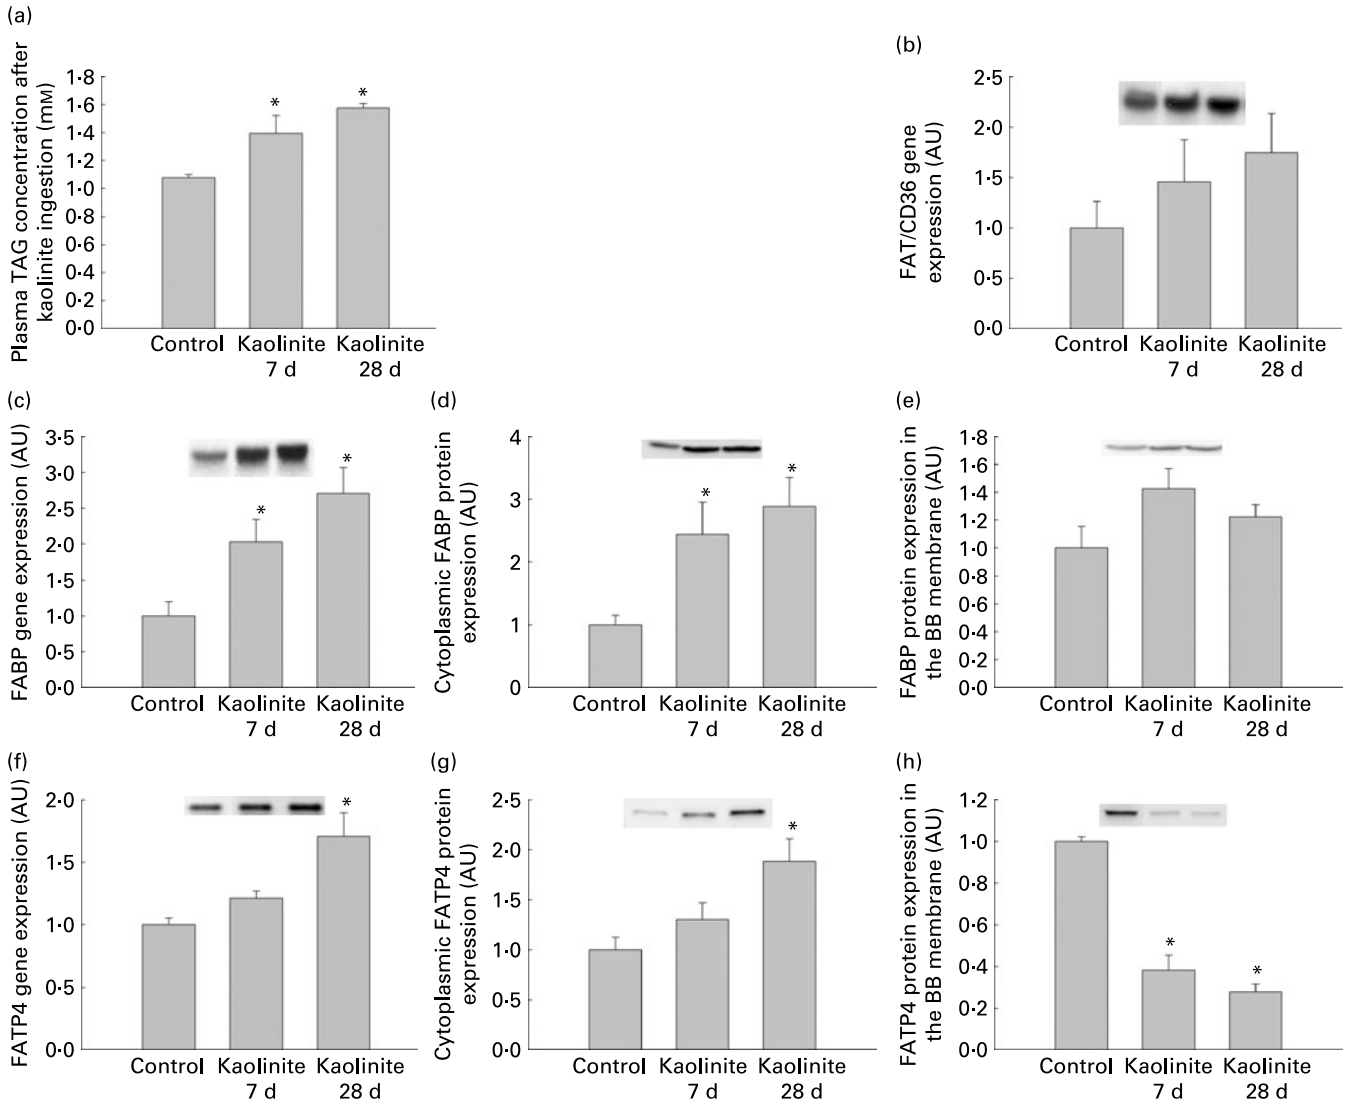 (a)
Plasma TAG concentration after
kaolinite ingestion (mM)
1·8
1·6
1·4
1·2
1·0
0·8
0·6
0·4
0·2
0·0
*
*
Control Kaolinite Kaolinite
7 d 28 d
(b)
FAT/CD36 gene
expression (AU)
2·5
2·0
1·5
1·0
0·5
0·0
Control Kaolinite Kaolinite
7 d 28 d
(c)
FABP gene expression (AU)
3·5
3·0
2·5
2·0
1·5
1·0
0·5
0·0
*
*
Control Kaolinite Kaolinite
7 d 28 d
(d)
Cytoplasmic FABP protein
expression (AU)
4
3
2
1
0
*
*
Control Kaolinite Kaolinite
7 d 28 d
(e)
FABP protein expression in
the BB membrane (AU)
1·8
1·6
1·4
1·2
1·0
0·8
0·6
0·4
0·2
0·0
Control Kaolinite Kaolinite
7 d 28 d
(f)
FATP4 gene expression (AU)
2·0
1·5
1·0
0·5
0·0
*
Control Kaolinite Kaolinite
7 d 28 d
(g)
Cytoplasmic FATP4 protein
expression (AU)
2·5
2·0
1·5
1·0
0·5
0·0
*
Control Kaolinite Kaolinite
7 d 28 d
(h)
FATP4 protein expression in
the BB membrane (AU)
1·2
1·0
0·8
0·6
0·4
0·2
0·0
*
*
Control Kaolinite Kaolinite
7 d 28 d